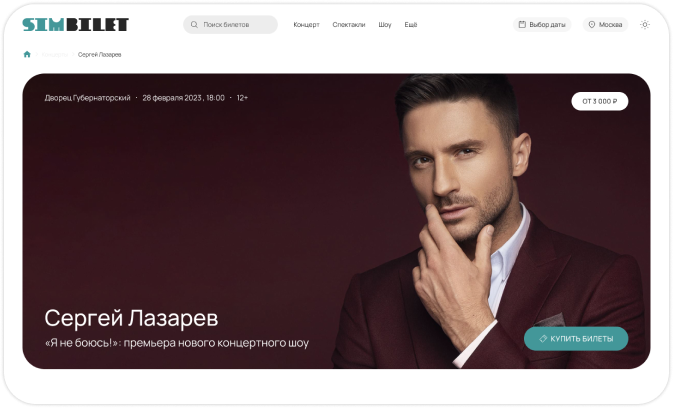 SIMBILET
Поиск билетов
Концерт
Спектакли
Шоу
Ещё
Выбор даты
Москва
Сергей Лазарев
Дворец Губернаторский · 28 февраля 2023, 18:00 · 12+
ОТ 3 000 ₽
Сергей Лазарев
«Я не боюсь!»: премьера нового концертного шоу
КУПИТЬ БИЛЕТЫ